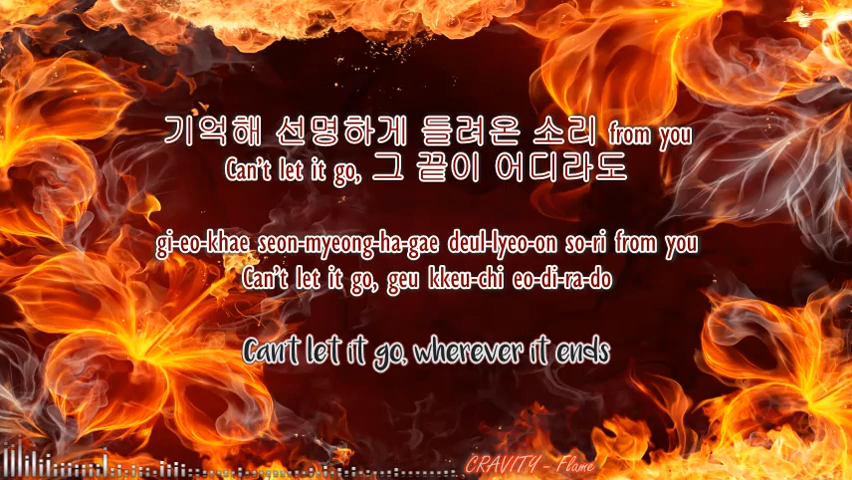 기억해 선명하게 들려온 소리 from you
Can't let it go, 그 끝이 어디라도
gi-eo-khae seon-myeong-ha-gae deul-lyeo-on so-ri from you
Can't let it go, geu kkeu-chi eo-di-ra-do
Can't let it go, wherever it ends
CRAVITY - Flame